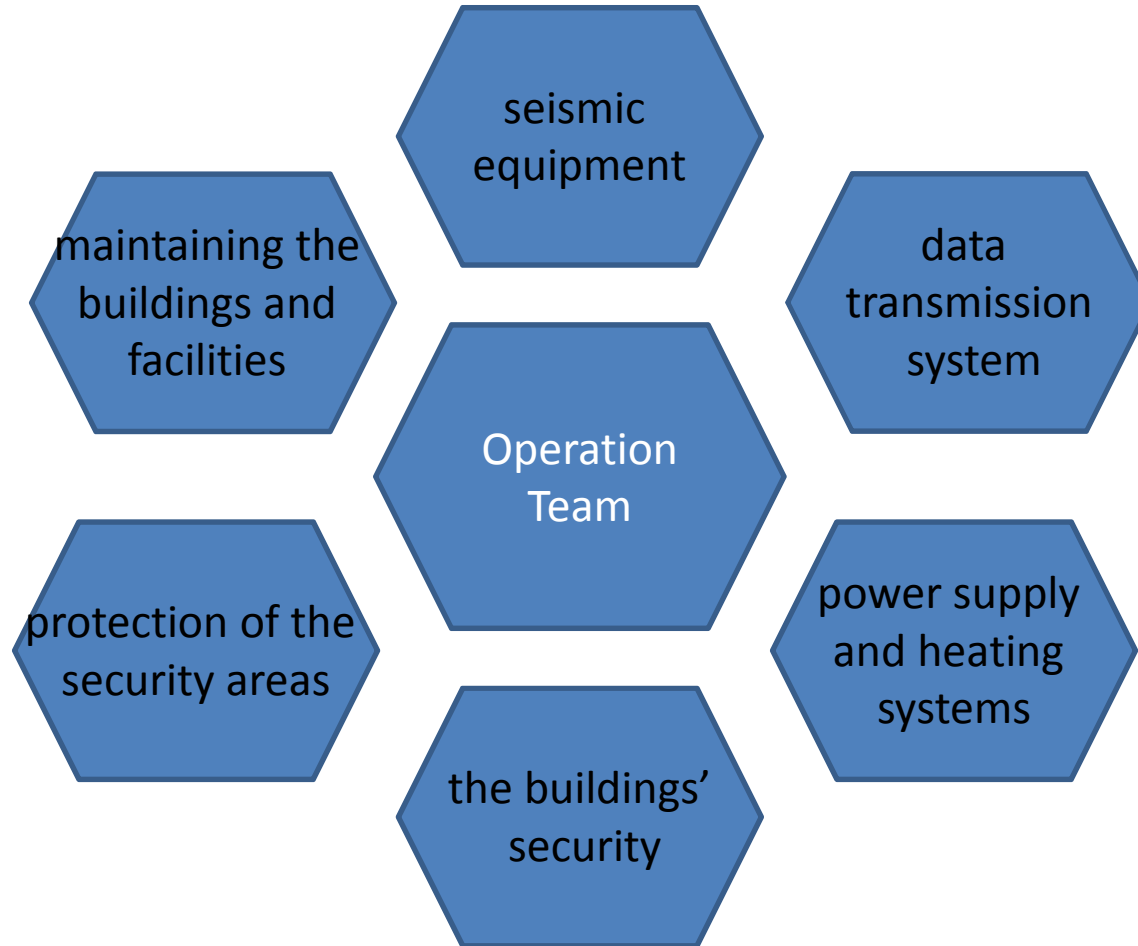 seismic
equipment
maintaining the
buildings and
facilities
data
transmission
system
Operation
Team
protection of the
security areas
power supply
and heating
systems
the buildings’
security